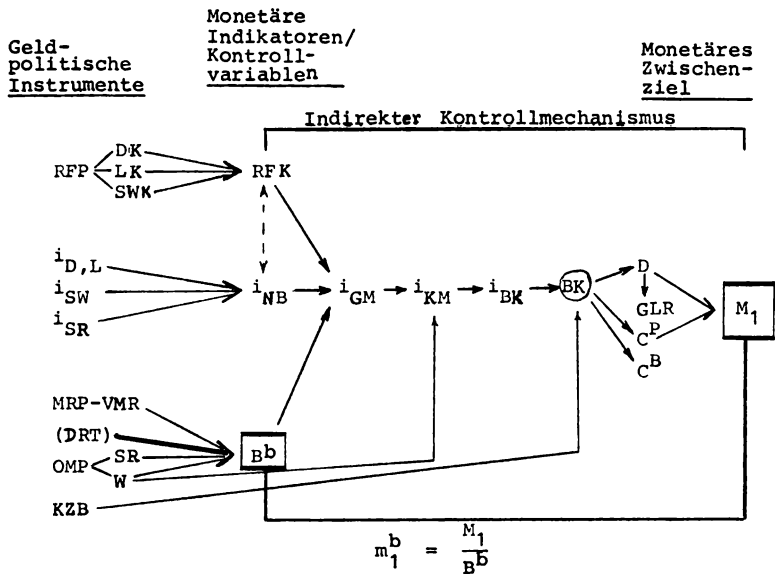 Geld-
politische
Instrumente
Monetäre
Indikatoren/
Kontroll-
variablen
Monetäres
Zwischen-
ziel
Indirekter Kontrollmechanismus
RFP DK RFK
LK
SWK
i_D,L
i_SW i_NB i_GM i_KM i_BK BK D M_1
i_SR GLR
C^P
C^B
MRP-VMR
(DRT)
OMP SR B^b
W
KZB
m_1^b = M_1 / B^b